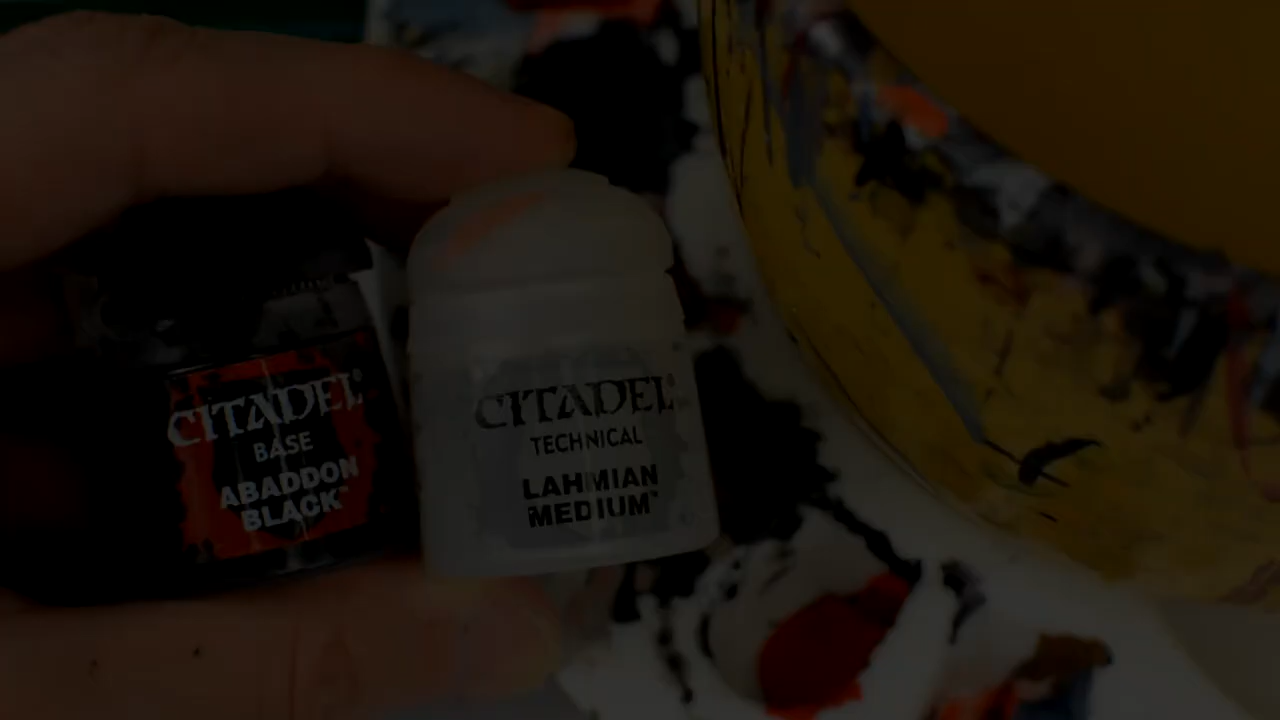 CITADEL
BASE
ABADDON
BLACK™
CITADEL
TECHNICAL
LAHMIAN
MEDIUM™